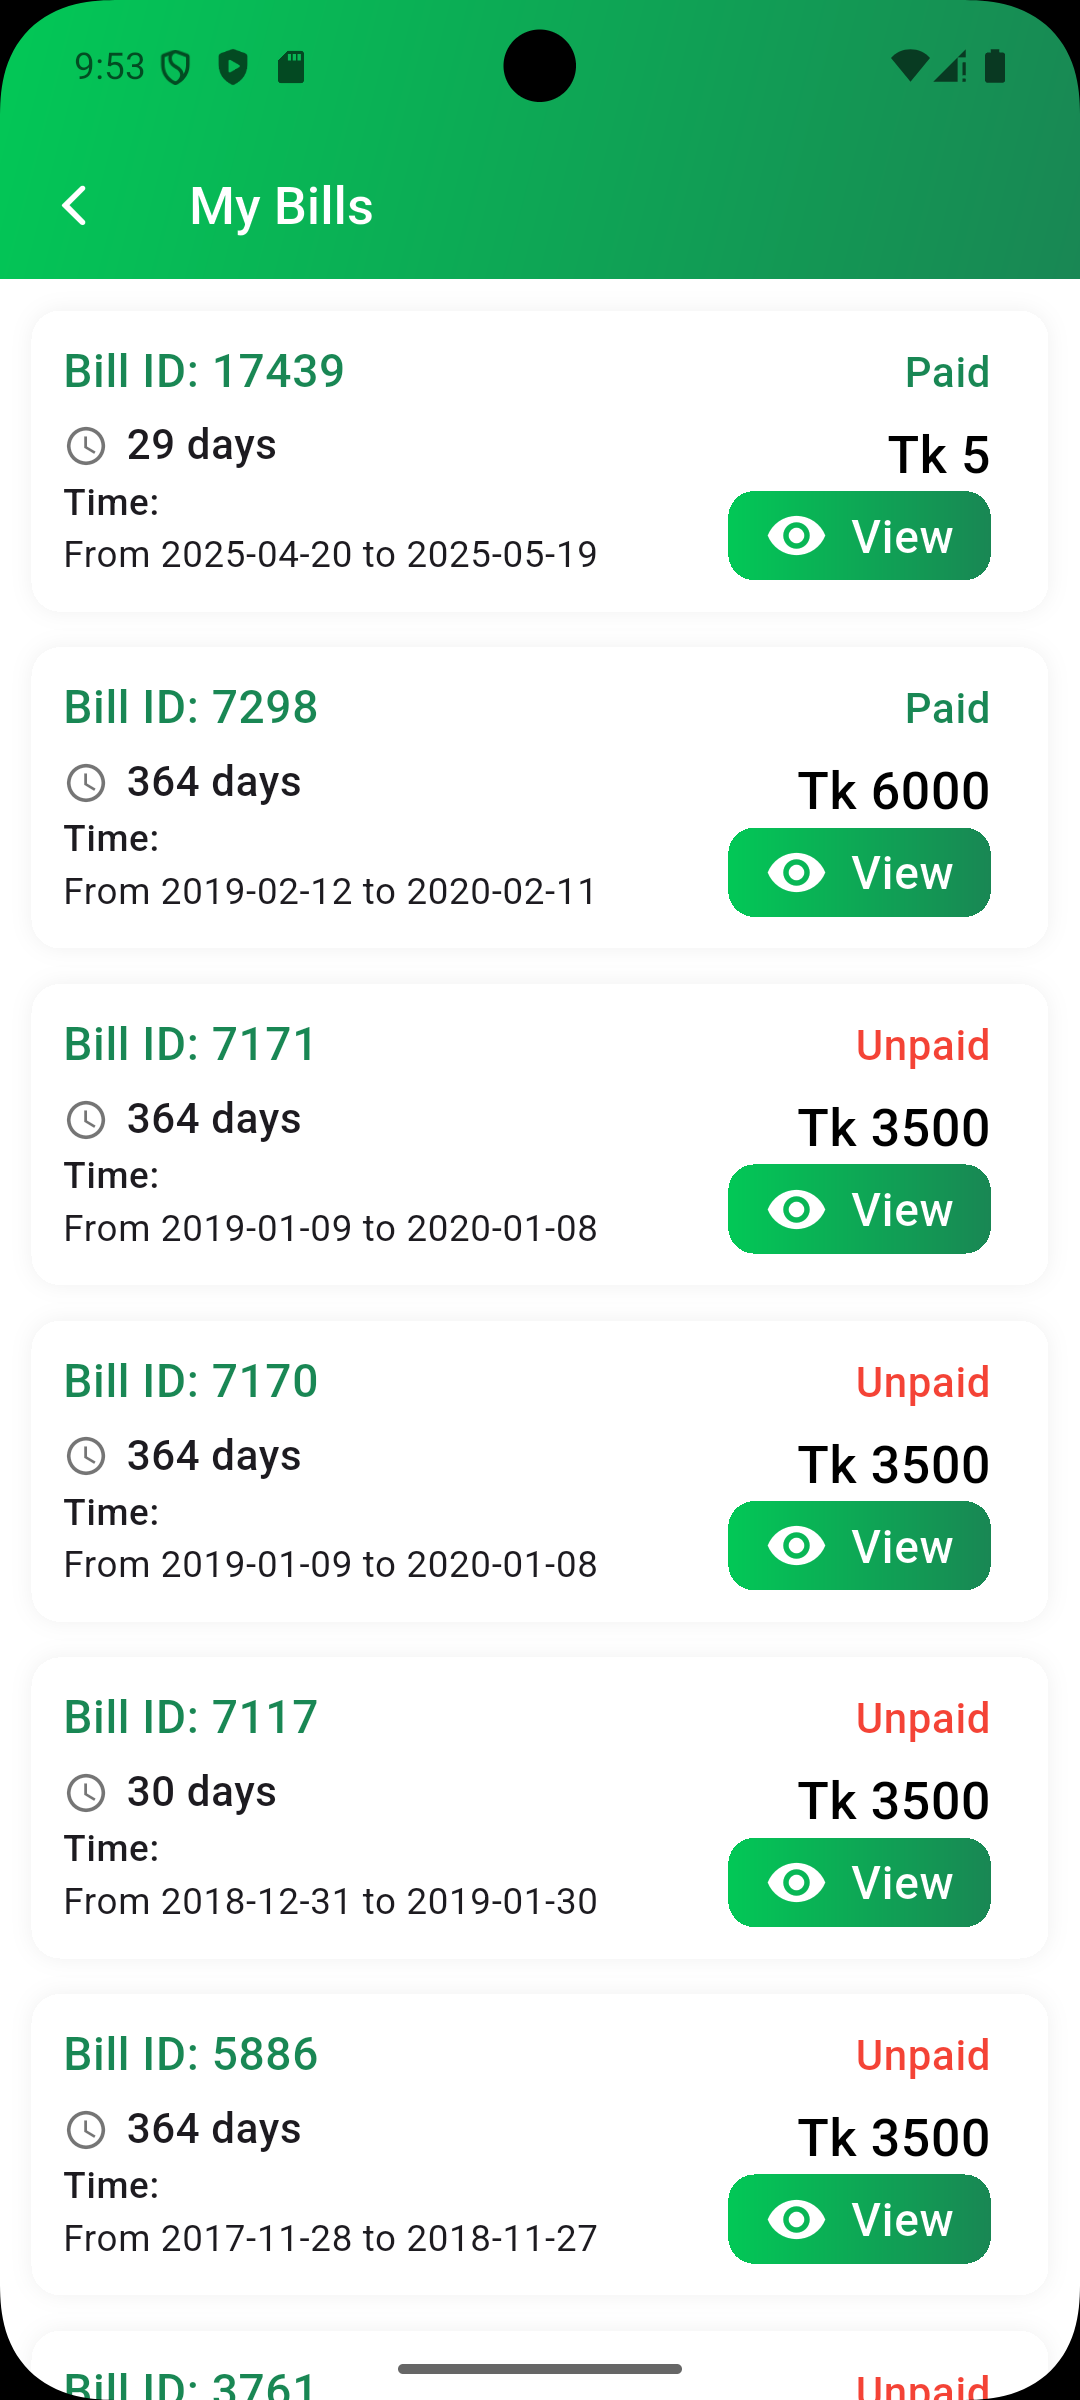 9:53
My Bills
Bill ID: 17439
Paid
29 days
Tk 5
Time:
From 2025-04-20 to 2025-05-19
View
Bill ID: 7298
Paid
364 days
Tk 6000
Time:
From 2019-02-12 to 2020-02-11
View
Bill ID: 7171
Unpaid
364 days
Tk 3500
Time:
From 2019-01-09 to 2020-01-08
View
Bill ID: 7170
Unpaid
364 days
Tk 3500
Time:
From 2019-01-09 to 2020-01-08
View
Bill ID: 7117
Unpaid
30 days
Tk 3500
Time:
From 2018-12-31 to 2019-01-30
View
Bill ID: 5886
Unpaid
364 days
Tk 3500
Time:
From 2017-11-28 to 2018-11-27
View
Bill ID: 3761
Unpaid